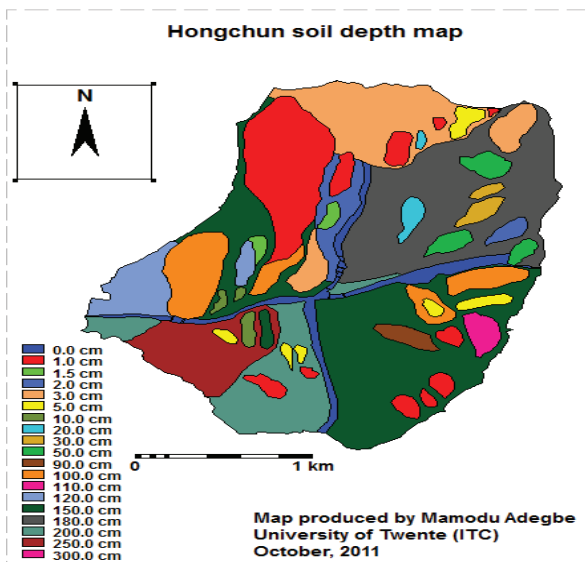 Hongchun soil depth map
N
0.0 cm
1.0 cm
1.5 cm
2.0 cm
3.0 cm
5.0 cm
10.0 cm
20.0 cm
30.0 cm
50.0 cm
90.0 cm
100.0 cm
110.0 cm
120.0 cm
150.0 cm
180.0 cm
200.0 cm
250.0 cm
300.0 cm
0 1 km
Map produced by Mamodu Adegbe
University of Twente (ITC)
October, 2011